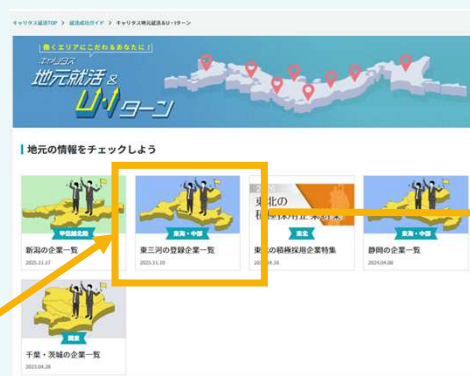 キャリタス就活TOP > 就活成功ガイド > キャリタス地元就活&U・Iターン
働くエリアにこだわるあなたに!
キャリタス
地元就活&
U・Iターン
地元の情報をチェックしよう
甲信越北陸
新潟の企業一覧
2025.11.17
東海・中部
東三河の登録企業一覧
2025.11.10
東北の
東北
の積極採用企業特集
東海・中部
静岡の企業一覧
2024.04.08
関東
千葉・茨城の企業一覧
2023.04.28